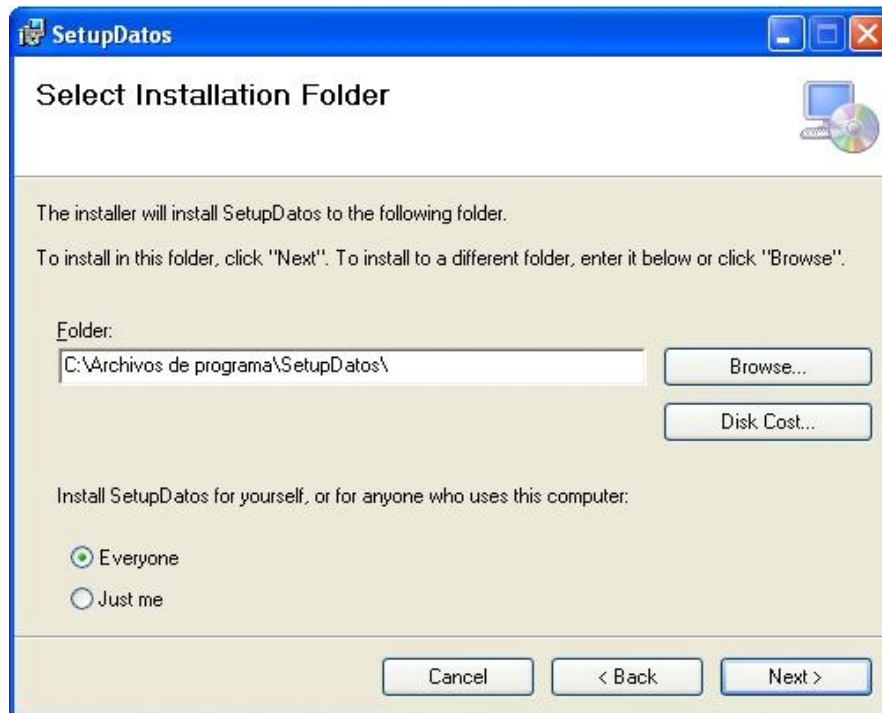 SetupDatos
Select Installation Folder
The installer will install SetupDatos to the following folder.
To install in this folder, click "Next". To install to a different folder, enter it below or click "Browse".
Folder:
C:\Archivos de programa\SetupDatos\
Browse...
Disk Cost...
Install SetupDatos for yourself, or for anyone who uses this computer:
Everyone
Just me
Cancel
< Back
Next >